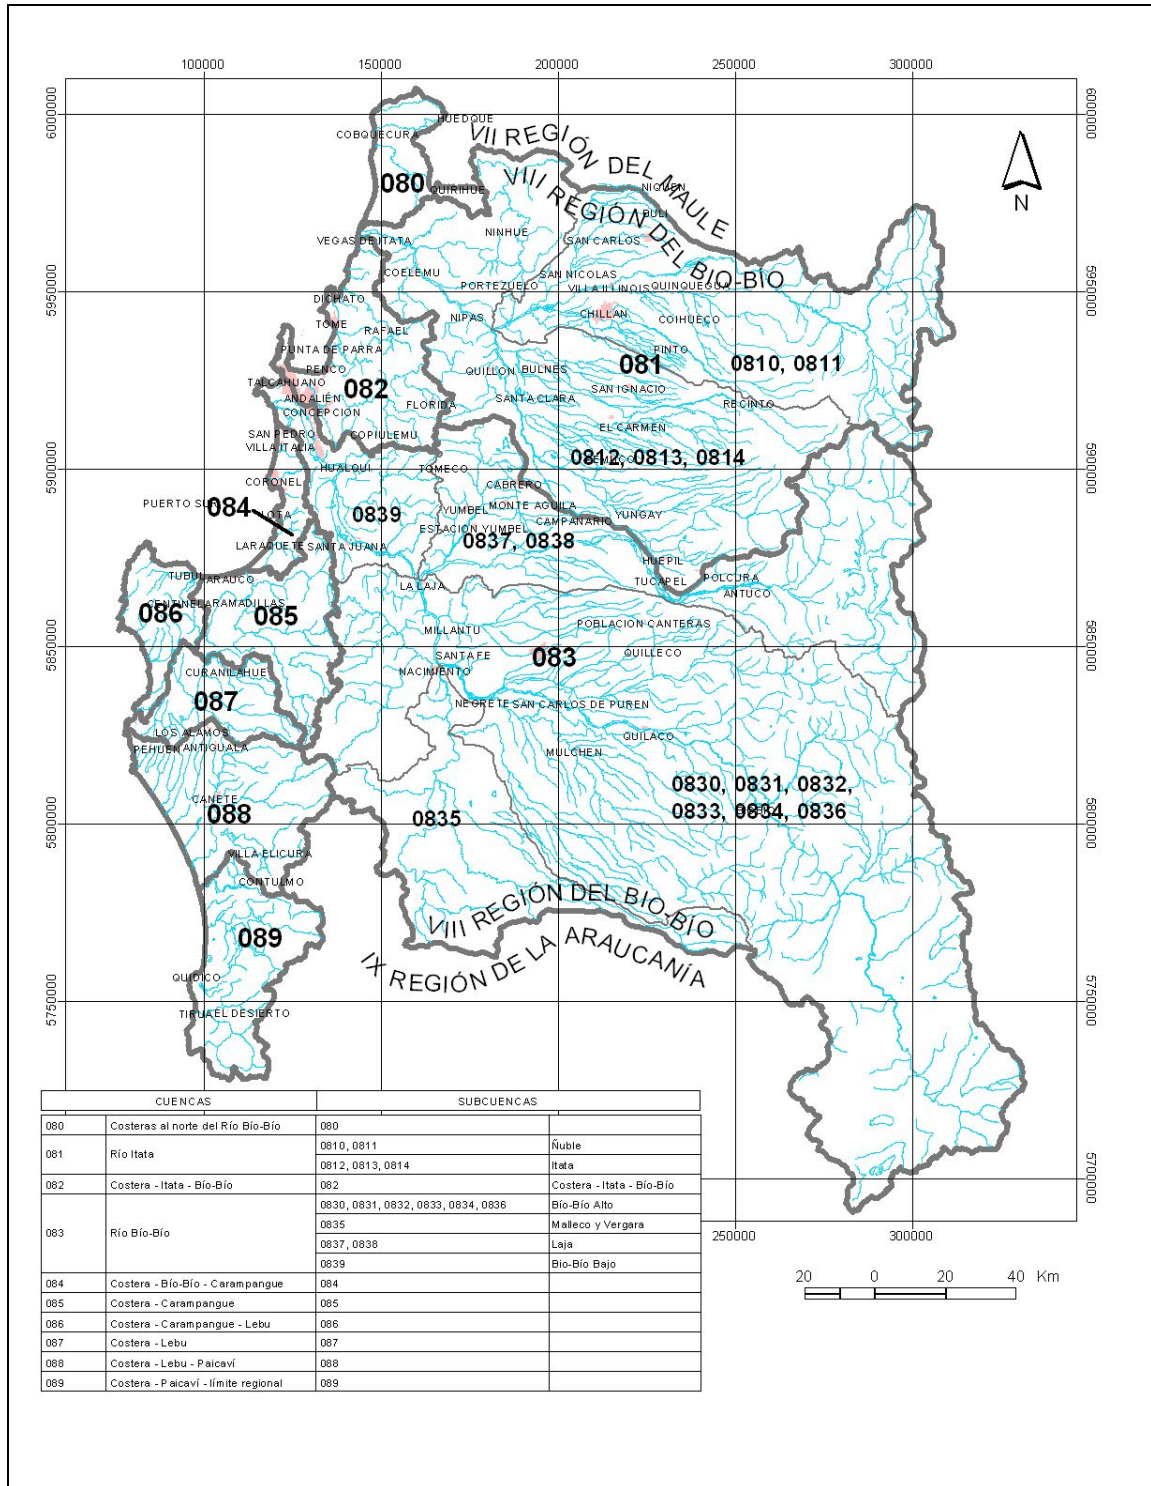 100000 150000 200000 250000 300000
6000000 6000000
HUEDQUE
COBQUECURA
VII REGIÓN DEL MAULE
VIII REGIÓN DEL BIO-BÍO
N
080
QUIRIHUE
ÑIQUEN
BULI
NINHUE
VEGAS DE ITATA
SAN CARLOS
COELEMU
SAN NICOLAS
PORTEZUELO
VILLA ILLINOIS
QUINQUEGUA
5950000 5950000
DICHATO
TOME
RAFAEL
ÑIPAS
CHILLAN
COIHUECO
PUNTA DE PARRA
PINTO
PENCO
081
0810, 0811
TALCAHUANO
082
QUILLON
BULNES
ANDALIÉN
SAN IGNACIO
CONCEPCIÓN
FLORIDA
SANTA CLARA
RECINTO
SAN PEDRO
COPIULEMU
EL CARMEN
VILLA ITALIA
0812, 0813, 0814
HUALQUI
TOMECO
5900000 5900000
CORONEL
CABRERO
084
0839
YUMBEL
MONTE AGUILA
YUNGAY
ESTACION YUMBEL
CAMPANARIO
0837, 0838
LARAQUETE
SANTA JUANA
HUEPIL
TUCAPEL
POLCURA
ANTUCO
TUBUL
ARAUCO
LA LAJA
RAMADILLAS
086
085
MILLANTU
POBLACION CANTERAS
5850000 5850000
SANTA FE
083
QUILLECO
CURANILAHUE
NACIMIENTO
087
NEGRETE
SAN CARLOS DE PUREN
LOS ALAMOS
QUILACO
PEHUEN
ANTIGUALA
MULCHEN
0830, 0831, 0832,
0833, 0834, 0836
CAÑETE
088
0835
5800000 5800000
VILLA ELICURA
CONTULMO
VIII REGIÓN DEL BIO-BÍO
IX REGIÓN DE LA ARAUCANÍA
089
QUIDICO
5750000 5750000
TIRUA
EL DESIERTO
5700000
250000 300000
20 0 20 40 Km
CUENCAS SUBCUENCAS
080 Costeras al norte del Río Bío-Bío 080
081 Río Itata 0810, 0811 Ñuble
0812, 0813, 0814 Itata
082 Costera - Itata - Bío-Bío 082 Costera - Itata - Bío-Bío
083 Río Bío-Bío 0830, 0831, 0832, 0833, 0834, 0836 Bío-Bío Alto
0835 Malleco y Vergara
0837, 0838 Laja
0839 Bio-Bío Bajo
084 Costera - Bío-Bío - Carampangue 084
085 Costera - Carampangue 085
086 Costera - Carampangue - Lebu 086
087 Costera - Lebu 087
088 Costera - Lebu - Paicaví 088
089 Costera - Paicaví - límite regional 089